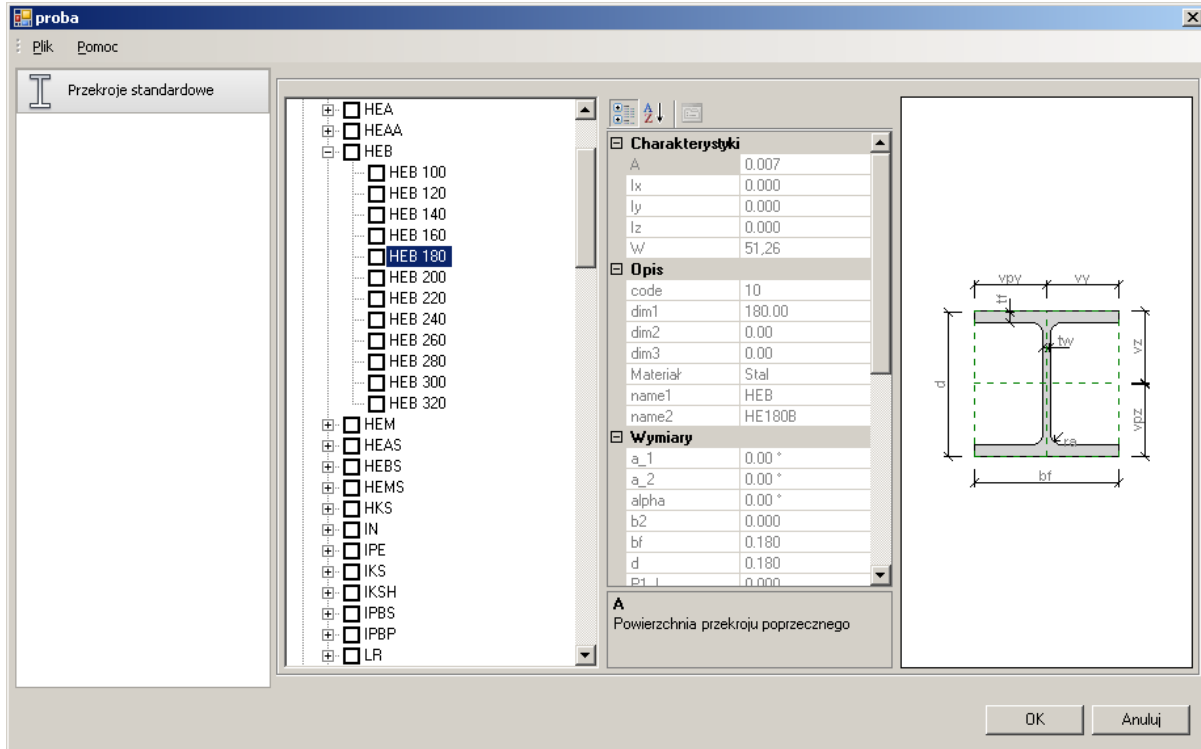 proba
Plik Pomoc
Przekroje standardowe
HEA
HEAA
HEB
HEB 100
HEB 120
HEB 140
HEB 160
HEB 180
HEB 200
HEB 220
HEB 240
HEB 260
HEB 280
HEB 300
HEB 320
HEM
HEAS
HEBS
HEMS
HKS
IN
IPE
IKS
IKSH
IPBS
IPBP
LR
A
Z
Charakterystyki
A 0.007
Ix 0.000
Iy 0.000
Iz 0.000
W 51,26
Opis
code 10
dim1 180.00
dim2 0.00
dim3 0.00
Materiał Stal
name1 HEB
name2 HE180B
Wymiary
a_1 0.00 °
a_2 0.00 °
alpha 0.00 °
b2 0.000
bf 0.180
d 0.180
P1_L 0.000
A
Powierzchnia przekroju poprzecznego
vpy vy
tf
tw
vz
d
vpz
ra
bf
OK Anuluj